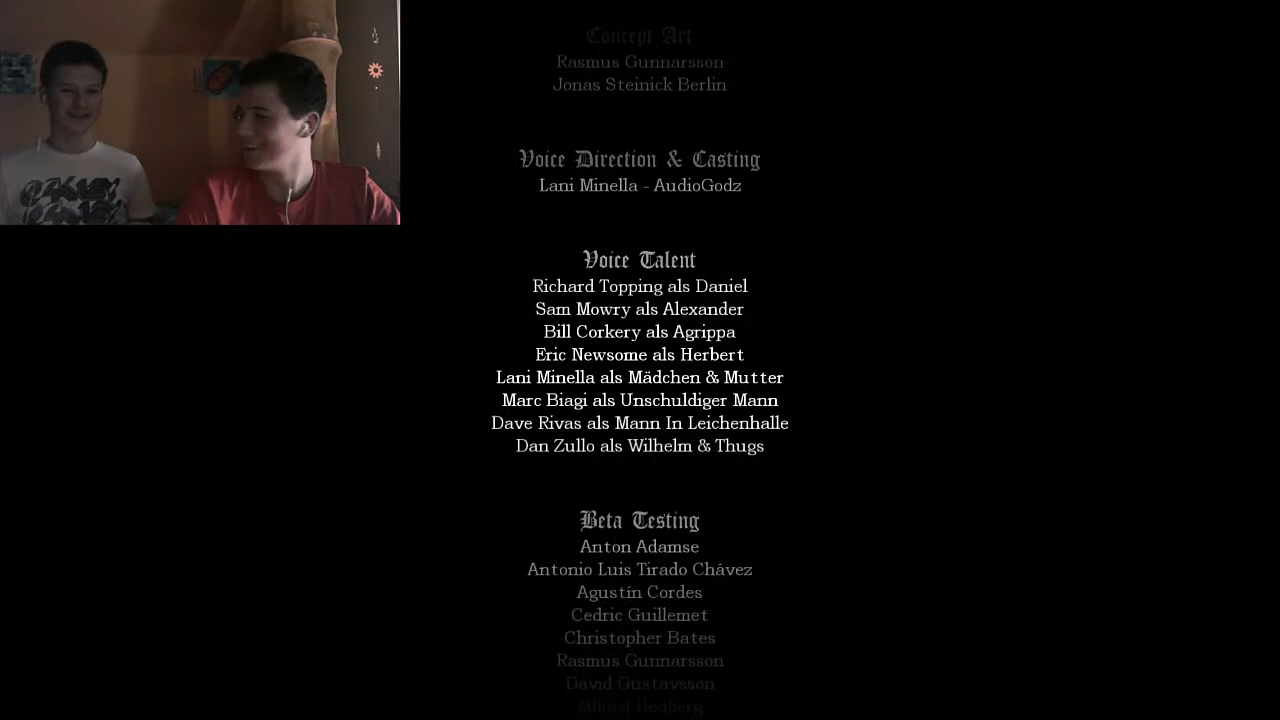 Concept Art
Rasmus Gunnarsson
Jonas Steinick Berlin
Voice Direction & Casting
Lani Minella - AudioGodz
Voice Talent
Richard Topping als Daniel
Sam Mowry als Alexander
Bill Corkery als Agrippa
Eric Newsome als Herbert
Lani Minella als Mädchen & Mutter
Marc Biagi als Unschuldiger Mann
Dave Rivas als Mann In Leichenhalle
Dan Zullo als Wilhelm & Thugs
Beta Testing
Anton Adamse
Antonio Luis Tirado Chávez
Agustín Cordes
Cedric Guillemet
Christopher Bates
Rasmus Gunnarsson
David Gustavsson
Mikael Hedberg